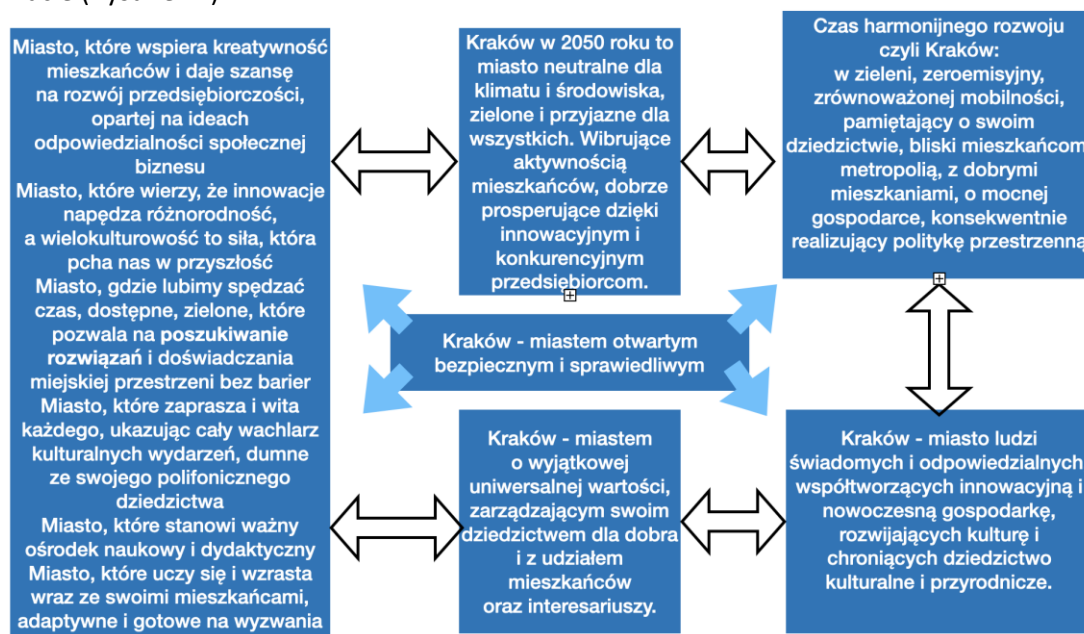 Miasto, które wspiera kreatywność
mieszkańców i daje szansę
na rozwój przedsiębiorczości,
opartej na ideach
odpowiedzialności społecznej
biznesu
Miasto, które wierzy, że innowacje
napędza różnorodność,
a wielokulturowość to siła, która
pcha nas w przyszłość
Miasto, gdzie lubimy spędzać
czas, dostępne, zielone, które
pozwala na poszukiwanie
rozwiązań i doświadczania
miejskiej przestrzeni bez barier
Miasto, które zaprasza i wita
każdego, ukazując cały wachlarz
kulturalnych wydarzeń, dumne
ze swojego polifonicznego
dziedzictwa
Miasto, które stanowi ważny
ośrodek naukowy i dydaktyczny
Miasto, które uczy się i wzrasta
wraz ze swoimi mieszkańcami,
adaptywne i gotowe na wyzwania
Kraków w 2050 roku to
miasto neutralne dla
klimatu i środowiska,
zielone i przyjazne dla
wszystkich. Wibrujące
aktywnością
mieszkańców, dobrze
prosperujące dzięki
innowacyjnym i
konkurencyjnym
przedsiębiorcom.
Czas harmonijnego rozwoju
czyli Kraków:
w zieleni, zeroemisyjny,
zrównoważonej mobilności,
pamiętający o swoim
dziedzictwie, bliski mieszkańcom
metropolią, z dobrymi
mieszkaniami, o mocnej
gospodarce, konsekwentnie
realizujący politykę przestrzenną
Kraków - miastem otwartym
bezpiecznym i sprawiedliwym
Kraków - miastem
o wyjątkowej
uniwersalnej wartości,
zarządzającym swoim
dziedzictwem dla dobra
i z udziałem
mieszkańców
oraz interesariuszy.
Kraków - miasto ludzi
świadomych i odpowiedzialnych
współtworzących innowacyjną i
nowoczesną gospodarkę,
rozwijających kulturę i
chroniących dziedzictwo
kulturalne i przyrodnicze.